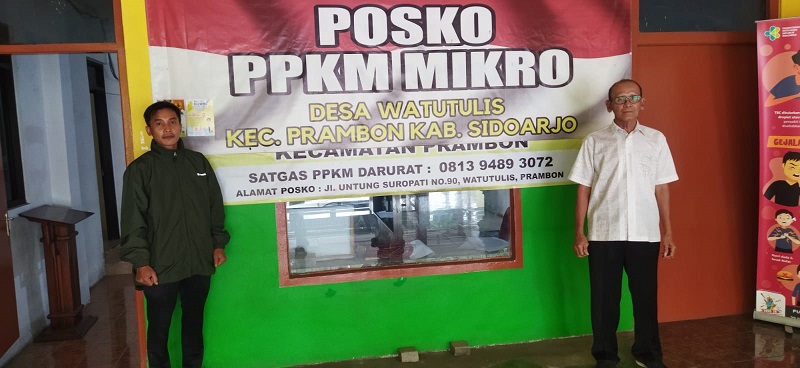 POSKO
PPKM MIKRO
DESA WATUTULIS
KEC. PRAMBON KAB. SIDOARJO
KECAMATAN PRAMBON
SATGAS PPKM DARURAT : 0813 9489 3072
ALAMAT POSKO : Jl. UNTUNG SUROPATI NO.90, WATUTULIS, PRAMBON
GEJALA